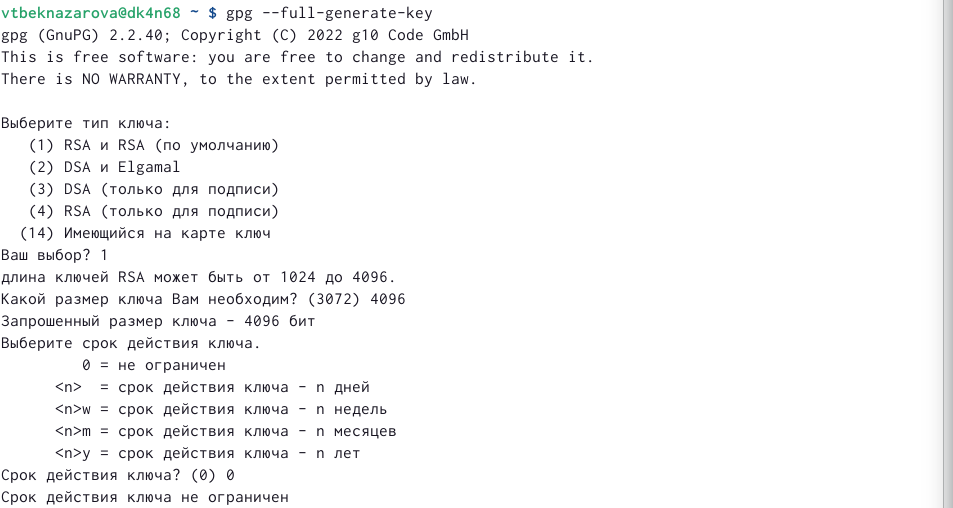 vtbeknazarova@dk4n68 ~ $ gpg --full-generate-key
gpg (GnuPG) 2.2.40; Copyright (C) 2022 g10 Code GmbH
This is free software: you are free to change and redistribute it.
There is NO WARRANTY, to the extent permitted by law.

Выберите тип ключа:
   (1) RSA и RSA (по умолчанию)
   (2) DSA и Elgamal
   (3) DSA (только для подписи)
   (4) RSA (только для подписи)
  (14) Имеющийся на карте ключ
Ваш выбор? 1
длина ключей RSA может быть от 1024 до 4096.
Какой размер ключа Вам необходим? (3072) 4096
Запрошенный размер ключа - 4096 бит
Выберите срок действия ключа.
         0 = не ограничен
      <n>  = срок действия ключа - n дней
      <n>w = срок действия ключа - n недель
      <n>m = срок действия ключа - n месяцев
      <n>y = срок действия ключа - n лет
Срок действия ключа? (0) 0
Срок действия ключа не ограничен